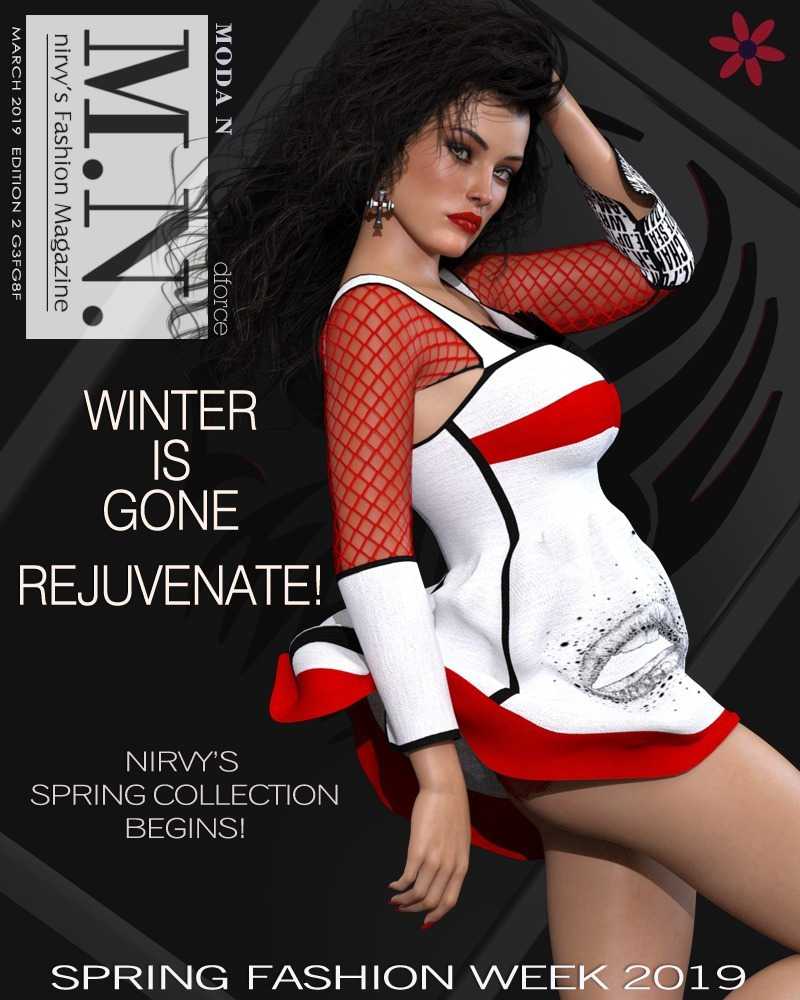 MARCH 2019 EDITION 2 G3FG8F
nirvy's Fashion Magazine
M.N.
MODA N
dforce
WINTER
IS
GONE
REJUVENATE!
NIRVY'S
SPRING COLLECTION
BEGINS!
SPRING FASHION WEEK 2019